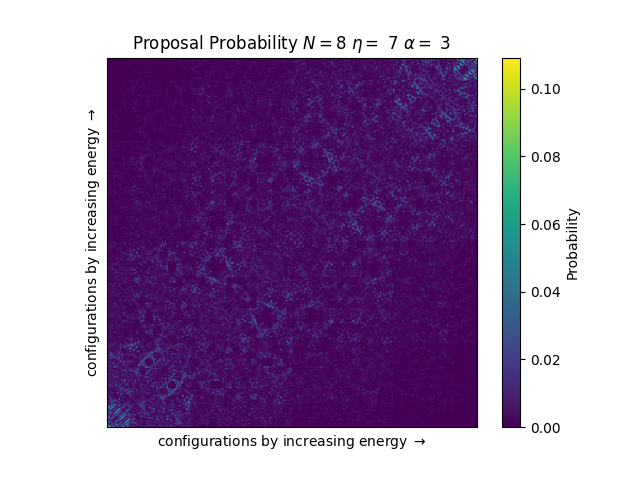 Proposal Probability N = 8 η = 7 α = 3
configurations by increasing energy →
configurations by increasing energy →
0.10
0.08
0.06
0.04
0.02
0.00
Probability